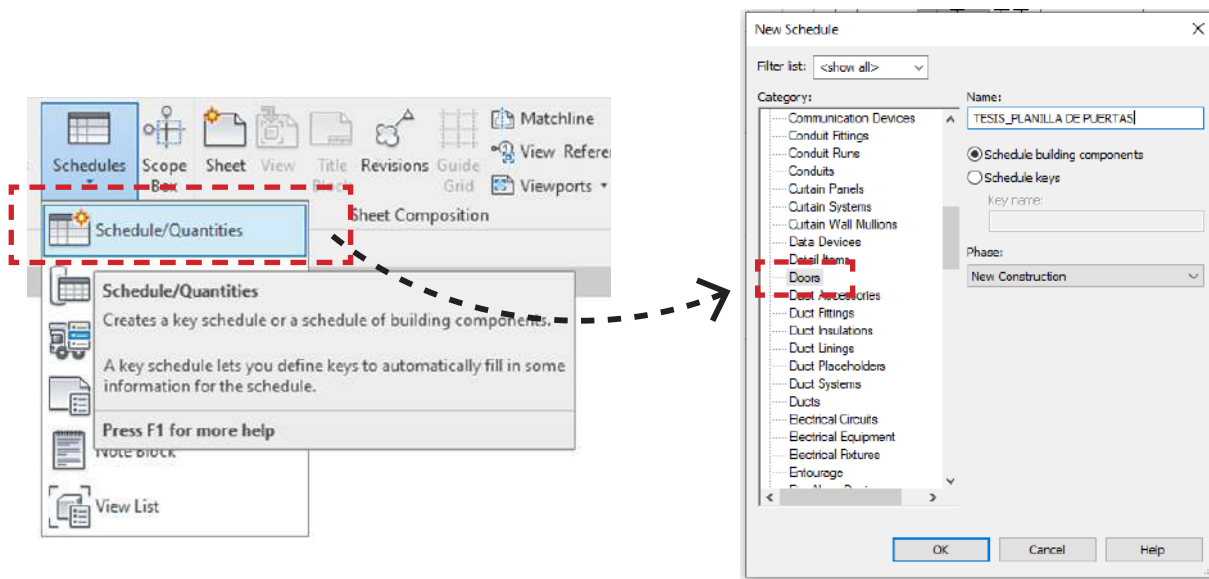 Schedules
Scope
Box
Sheet
View
Title
Revisions
Guide
Grid
Matchline
View Refere
Viewports
Sheet Composition
Schedule/Quantities
Schedule/Quantities
Creates a key schedule or a schedule of building components.
A key schedule lets you define keys to automatically fill in some
information for the schedule.
Press F1 for more help
Note Block
View List
New Schedule
Filter list: <show all>
Category:
Communication Devices
Conduit Fittings
Conduit Runs
Conduits
Curtain Panels
Curtain Systems
Curtain Wall Mullions
Data Devices
Detail Items
Doors
Duct Accessories
Duct Fittings
Duct Insulations
Duct Linings
Duct Placeholders
Duct Systems
Ducts
Electrical Circuits
Electrical Equipment
Electrical Fixtures
Entourage
Name:
TESIS_PLANILLA DE PUERTAS
Schedule building components
Schedule keys
Key name:
Phase:
New Construction
OK
Cancel
Help